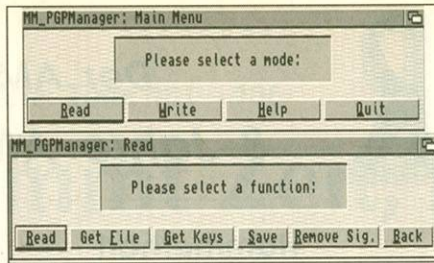 MM_PGPManager: Main Menu
Please select a mode:
Read Write Help Quit
MM_PGPManager: Read
Please select a function:
Read Get File Get Keys Save Remove Sig. Back